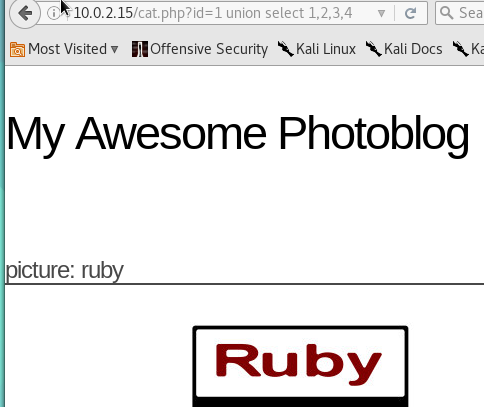 10.0.2.15/cat.php?id=1 union select 1,2,3,4 Sea
Most Visited Offensive Security Kali Linux Kali Docs Ka
My Awesome Photoblog
picture: ruby
Ruby